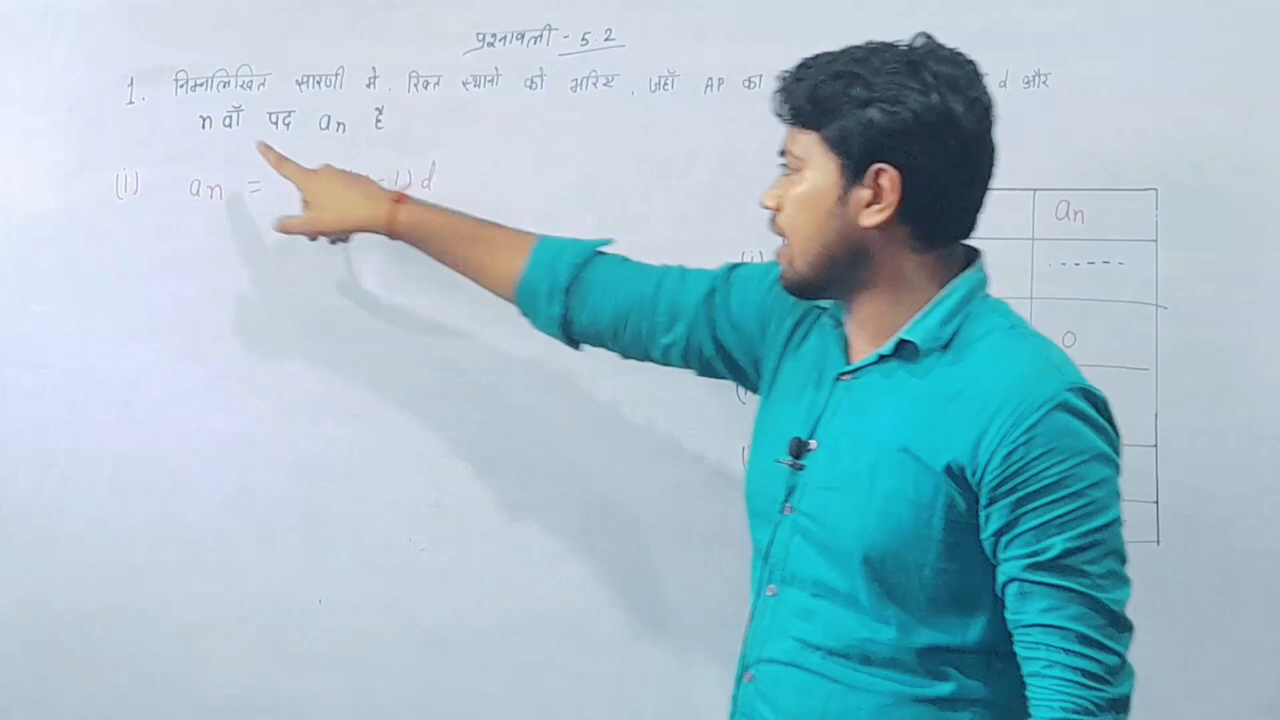 प्रश्नावली - 5.2
1. निम्नलिखित सारणी में, रिक्त स्थानो को भरिए, जहाँ AP का d और
n वाँ पद an है
(i) an = - 1) d
an
(i) ------
0